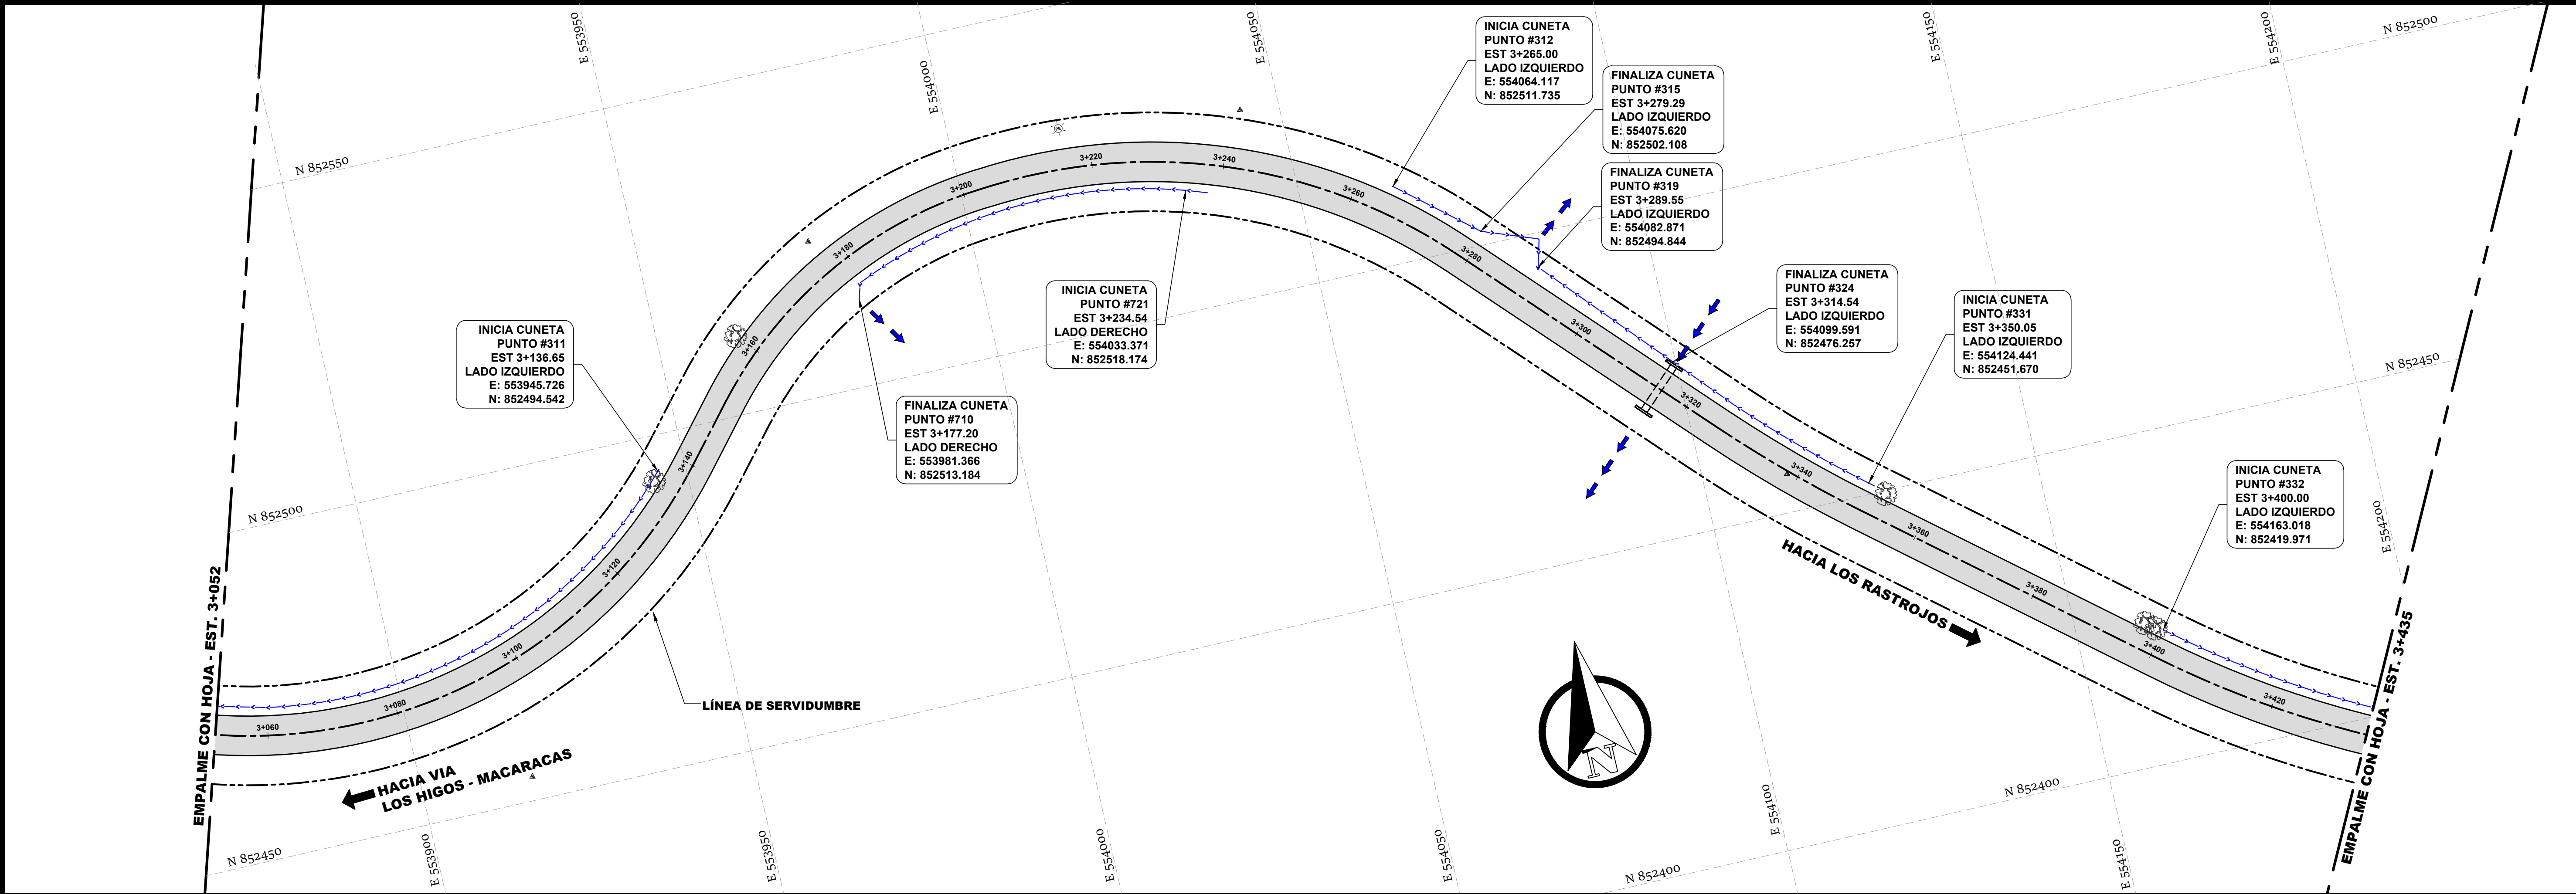 E 553950
E 554000
E 554050
E 554150
E 554200
N 852500
N 852550
N 852500
N 852450
N 852450
N 852400
N 852400
E 553900
E 553950
E 554000
E 554050
E 554100
E 554150
E 554200
INICIA CUNETA
PUNTO #312
EST 3+265.00
LADO IZQUIERDO
E: 554064.117
N: 852511.735
FINALIZA CUNETA
PUNTO #315
EST 3+279.29
LADO IZQUIERDO
E: 554075.620
N: 852502.108
FINALIZA CUNETA
PUNTO #319
EST 3+289.55
LADO IZQUIERDO
E: 554082.871
N: 852494.844
FINALIZA CUNETA
PUNTO #324
EST 3+314.54
LADO IZQUIERDO
E: 554099.591
N: 852476.257
INICIA CUNETA
PUNTO #331
EST 3+350.05
LADO IZQUIERDO
E: 554124.441
N: 852451.670
INICIA CUNETA
PUNTO #332
EST 3+400.00
LADO IZQUIERDO
E: 554163.018
N: 852419.971
INICIA CUNETA
PUNTO #311
EST 3+136.65
LADO IZQUIERDO
E: 553945.726
N: 852494.542
FINALIZA CUNETA
PUNTO #710
EST 3+177.20
LADO DERECHO
E: 553981.366
N: 852513.184
INICIA CUNETA
PUNTO #721
EST 3+234.54
LADO DERECHO
E: 554033.371
N: 852518.174
3+060
3+080
3+100
3+120
3+140
3+160
3+180
3+200
3+220
3+240
3+260
3+280
3+300
3+320
3+340
3+360
3+380
3+400
3+420
EMPALME CON HOJA - EST. 3+052
HACIA VIA
LOS HIGOS - MACARACAS
LÍNEA DE SERVIDUMBRE
HACIA LOS RASTROJOS
N
EMPALME CON HOJA - EST. 3+435